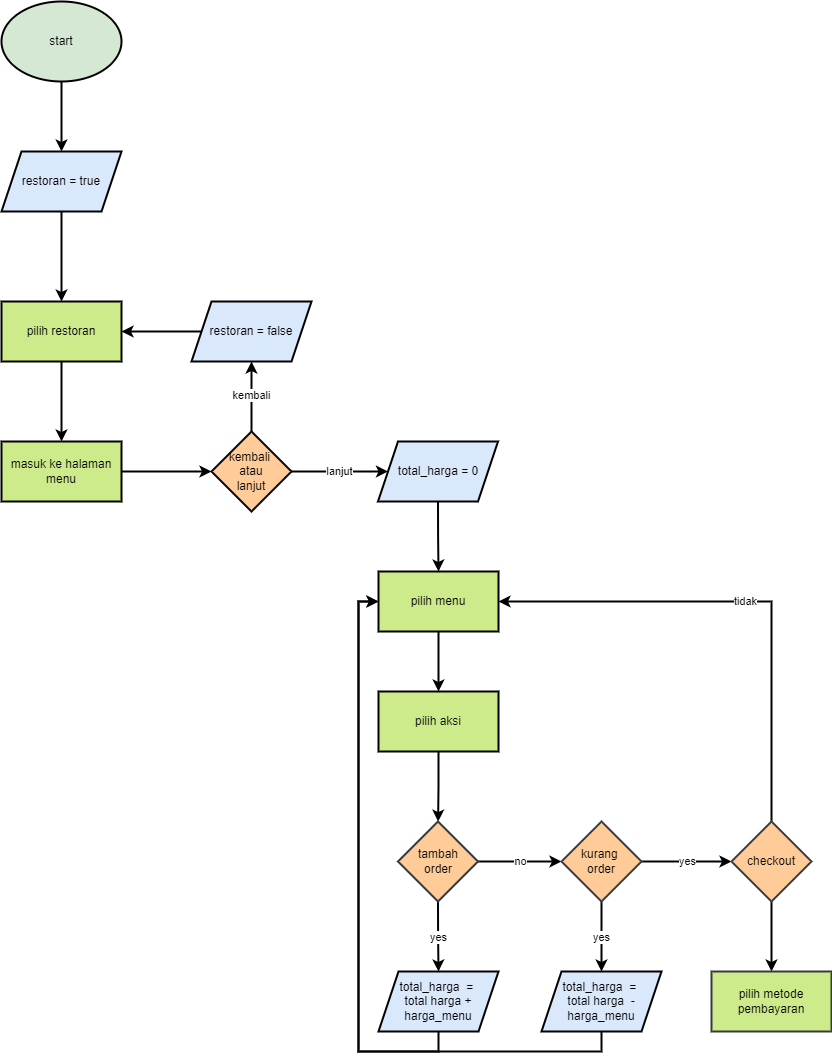 start
restoran = true
pilih restoran
restoran = false
kembali
masuk ke halaman
menu
kembali
atau
lanjut
lanjut
total_harga = 0
pilih menu
tidak
pilih aksi
tambah
order
no
kurang
order
yes
checkout
yes
yes
total_harga =
total harga +
harga_menu
total_harga =
total harga -
harga_menu
pilih metode
pembayaran